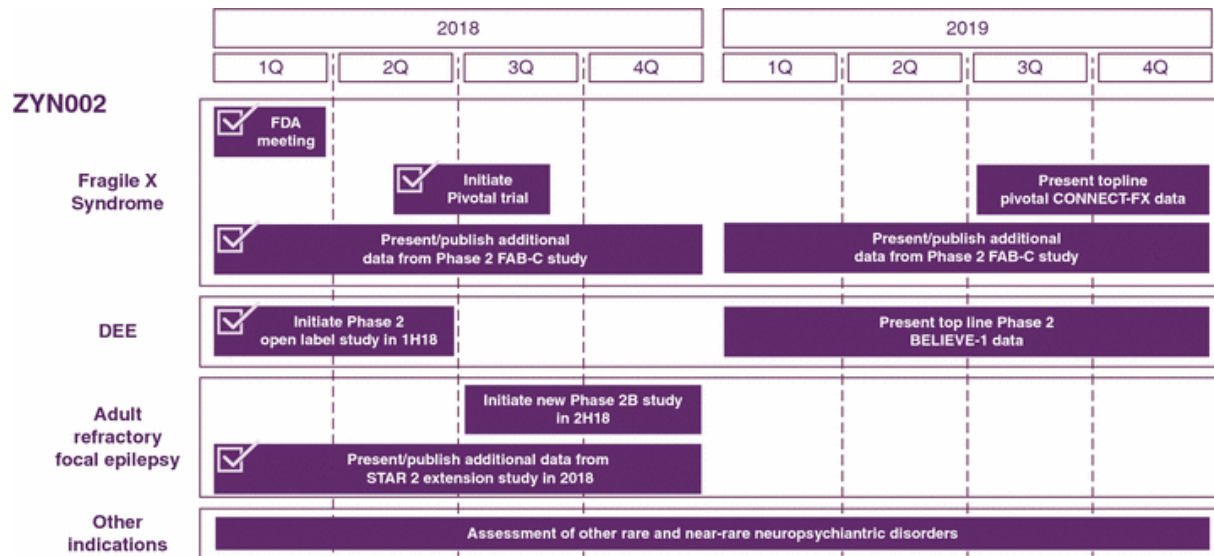 2018
2019
1Q
2Q
3Q
4Q
1Q
2Q
3Q
4Q
ZYN002
Fragile X
Syndrome
FDA
meeting
Initiate
Pivotal trial
Present topline
pivotal CONNECT-FX data
Present/publish additional
data from Phase 2 FAB-C study
Present/publish additional
data from Phase 2 FAB-C study
DEE
Initiate Phase 2
open label study in 1H18
Present top line Phase 2
BELIEVE-1 data
Adult
refractory
focal epilepsy
Initiate new Phase 2B study
in 2H18
Present/publish additional data from
STAR 2 extension study in 2018
Other
indications
Assessment of other rare and near-rare neuropsychiantric disorders